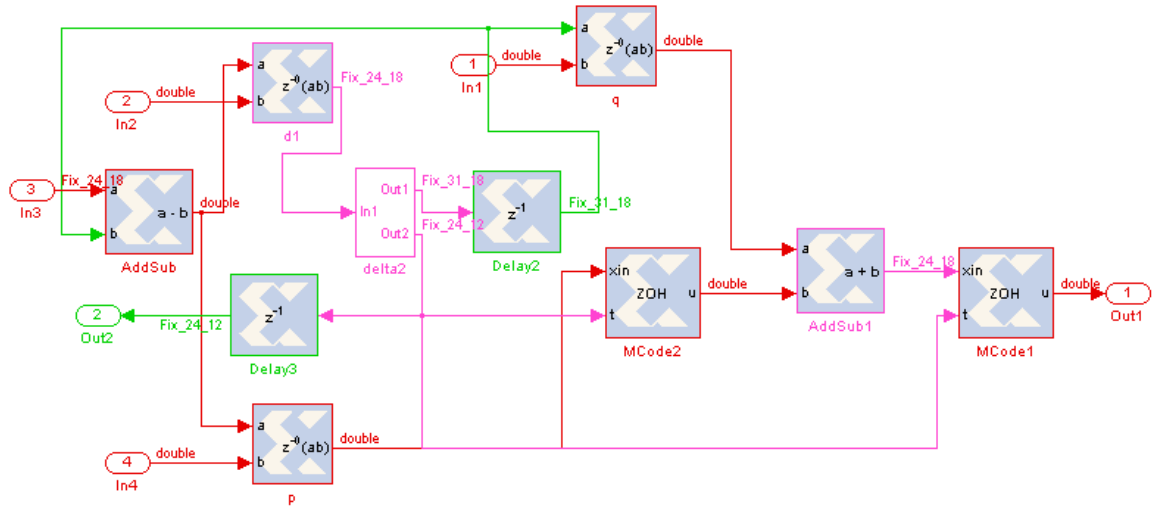 a
b
z⁻⁰(ab)
q
double
1
In1
double
a
b
z⁻⁰(ab)
d1
Fix_24_18
2
In2
double
3
In3
Fix_24_18
a
b
a - b
AddSub
double
In1
Out1
Out2
delta2
Fix_31_18
Fix_24_12
z⁻¹
Delay2
Fix_31_18
2
Out2
Fix_24_12
z⁻¹
Delay3
xin
t
ZOH
u
MCode2
double
a
b
a + b
AddSub1
Fix_24_18
xin
t
ZOH
u
MCode1
double
1
Out1
4
In4
double
a
b
z⁻⁰(ab)
p
double